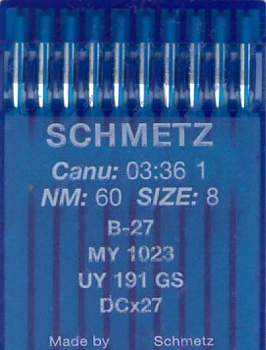 SCHMETZ
Canu: 03:36 1
NM: 60 SIZE: 8
B-27
MY 1023
UY 191 GS
DCx27
Made by Schmetz